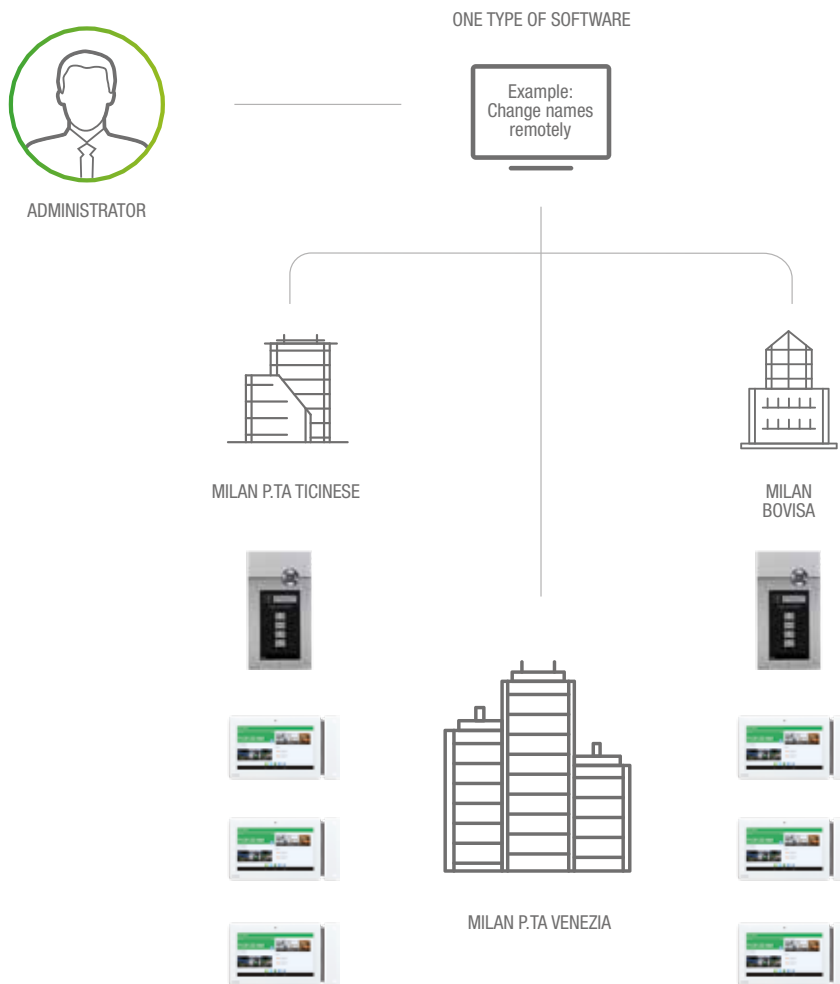 ONE TYPE OF SOFTWARE
Example:
Change names
remotely
ADMINISTRATOR
MILAN P.TA TICINESE
MILAN
BOVISA
MILAN P.TA VENEZIA